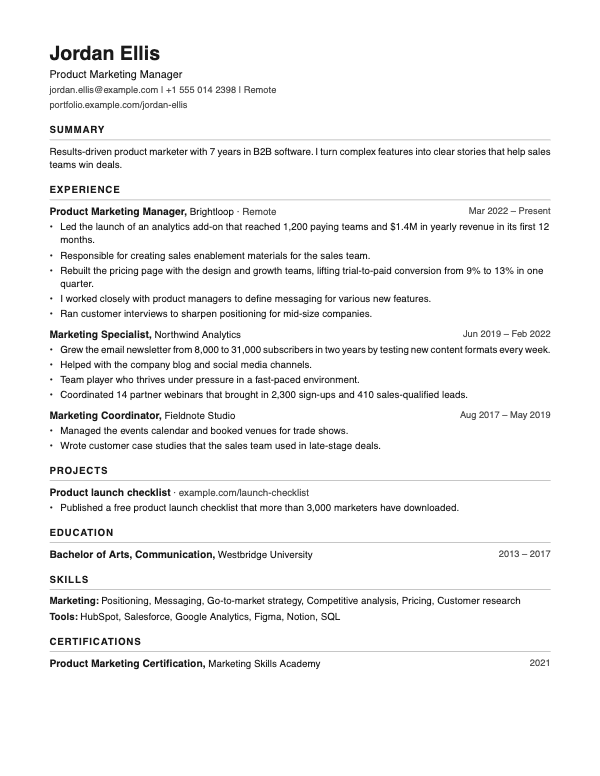 Jordan Ellis
Product Marketing Manager
jordan.ellis@example.com | +1 555 014 2398 | Remote
portfolio.example.com/jordan-ellis
SUMMARY
Results-driven product marketer with 7 years in B2B software. I turn complex features into clear stories that help sales
teams win deals.
EXPERIENCE
Product Marketing Manager, Brightloop · Remote Mar 2022 – Present
• Led the launch of an analytics add-on that reached 1,200 paying teams and $1.4M in yearly revenue in its first 12
months.
• Responsible for creating sales enablement materials for the sales team.
• Rebuilt the pricing page with the design and growth teams, lifting trial-to-paid conversion from 9% to 13% in one
quarter.
• I worked closely with product managers to define messaging for various new features.
• Ran customer interviews to sharpen positioning for mid-size companies.
Marketing Specialist, Northwind Analytics Jun 2019 – Feb 2022
• Grew the email newsletter from 8,000 to 31,000 subscribers in two years by testing new content formats every week.
• Helped with the company blog and social media channels.
• Team player who thrives under pressure in a fast-paced environment.
• Coordinated 14 partner webinars that brought in 2,300 sign-ups and 410 sales-qualified leads.
Marketing Coordinator, Fieldnote Studio Aug 2017 – May 2019
• Managed the events calendar and booked venues for trade shows.
• Wrote customer case studies that the sales team used in late-stage deals.
PROJECTS
Product launch checklist · example.com/launch-checklist
• Published a free product launch checklist that more than 3,000 marketers have downloaded.
EDUCATION
Bachelor of Arts, Communication, Westbridge University 2013 – 2017
SKILLS
Marketing: Positioning, Messaging, Go-to-market strategy, Competitive analysis, Pricing, Customer research
Tools: HubSpot, Salesforce, Google Analytics, Figma, Notion, SQL
CERTIFICATIONS
Product Marketing Certification, Marketing Skills Academy 2021